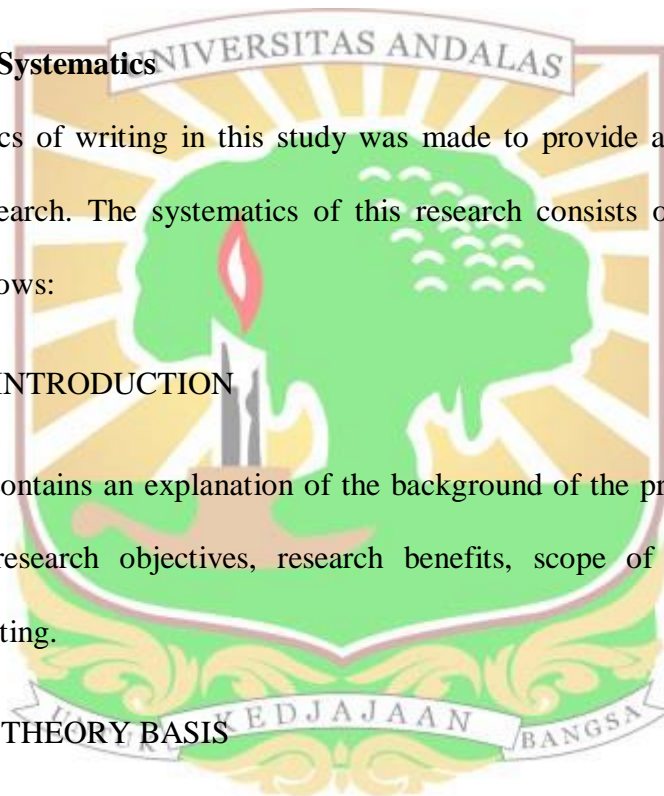 UNIVERSITAS ANDALAS
Systematics
cs of writing in this study was made to provide a
earch. The systematics of this research consists o
ows:
INTRODUCTION
ontains an explanation of the background of the pr
research objectives, research benefits, scope of
ting.
THEORY BASIS
UNTUK KEDJAJAAN BANGSA